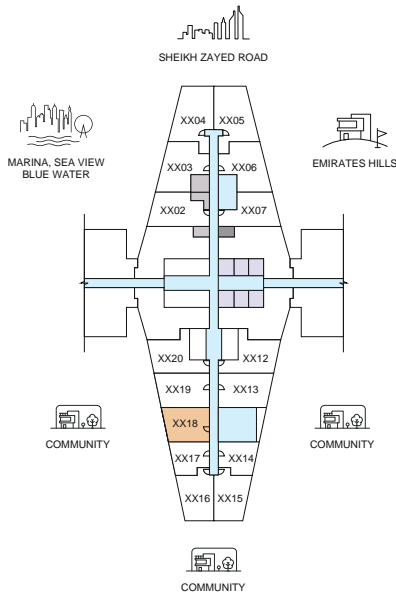 SHEIKH ZAYED ROAD
XX04 XX05
MARINA, SEA VIEW
BLUE WATER
EMIRATES HILLS
XX03 XX06
XX02 XX07
XX20 XX12
XX19 XX13
XX18
XX17 XX14
XX16 XX15
COMMUNITY
COMMUNITY
COMMUNITY